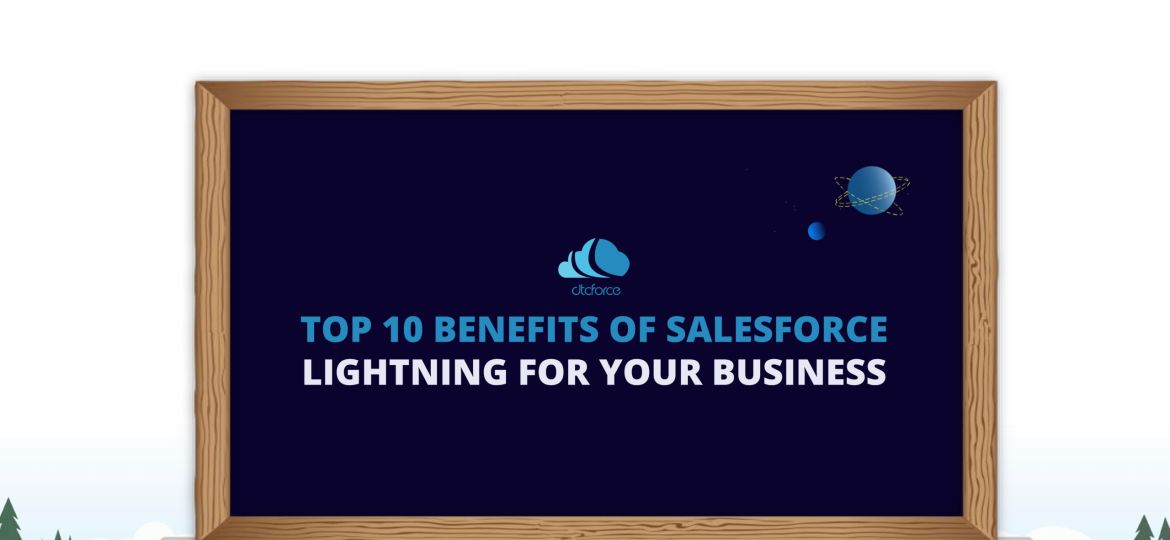 dtcforce
TOP 10 BENEFITS OF SALESFORCE
LIGHTNING FOR YOUR BUSINESS